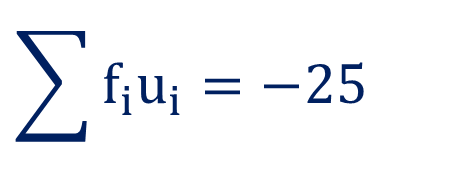 ∑ fᵢuᵢ = −25